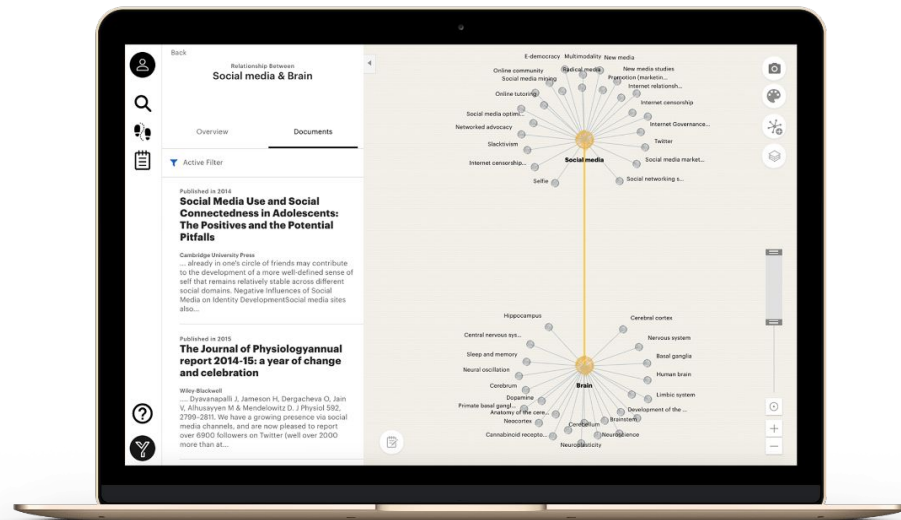 Back
Relationship Between
Social media & Brain
Overview
Documents
Active Filter
Published in 2014
Social Media Use and Social
Connectedness in Adolescents:
The Positives and the Potential
Pitfalls
Cambridge University Press
... already in one's circle of friends may contribute
to the development of a more well-defined sense of
self that remains relatively stable across different
social domains. Negative Influences of Social
Media on Identity DevelopmentSocial media sites
also...
Published in 2015
The Journal of Physiologyannual
report 2014-15: a year of change
and celebration
Wiley-Blackwell
.... Dyavanapalli J, Jameson H, Dergacheva O, Jain
V, Alhusayyen M & Mendelowitz D. J Physiol 592,
2799–2811. We have a growing presence via social
media channels, and are now pleased to report
over 6900 followers on Twitter (well over 2000
more than at...
E-democracy
Multimodality
New media
Online community
Radical media
New media studies
Social media mining
Promotion (marketin...
Internet relationsh...
Online tutoring
Internet censorship
Social media optimi...
Internet Governance...
Networked advocacy
Twitter
Slacktivism
Social media
Social media market...
Internet censorship...
Selfie
Social networking s...
Hippocampus
Cerebral cortex
Central nervous sys...
Nervous system
Sleep and memory
Basal ganglia
Neural oscillation
Human brain
Cerebrum
Brain
Dopamine
Limbic system
Primate basal gangl...
Development of the ...
Anatomy of the cere...
Neocortex
Cerebellum
Brainstem
Cannabinoid recepto...
Neuroscience
Neuroplasticity